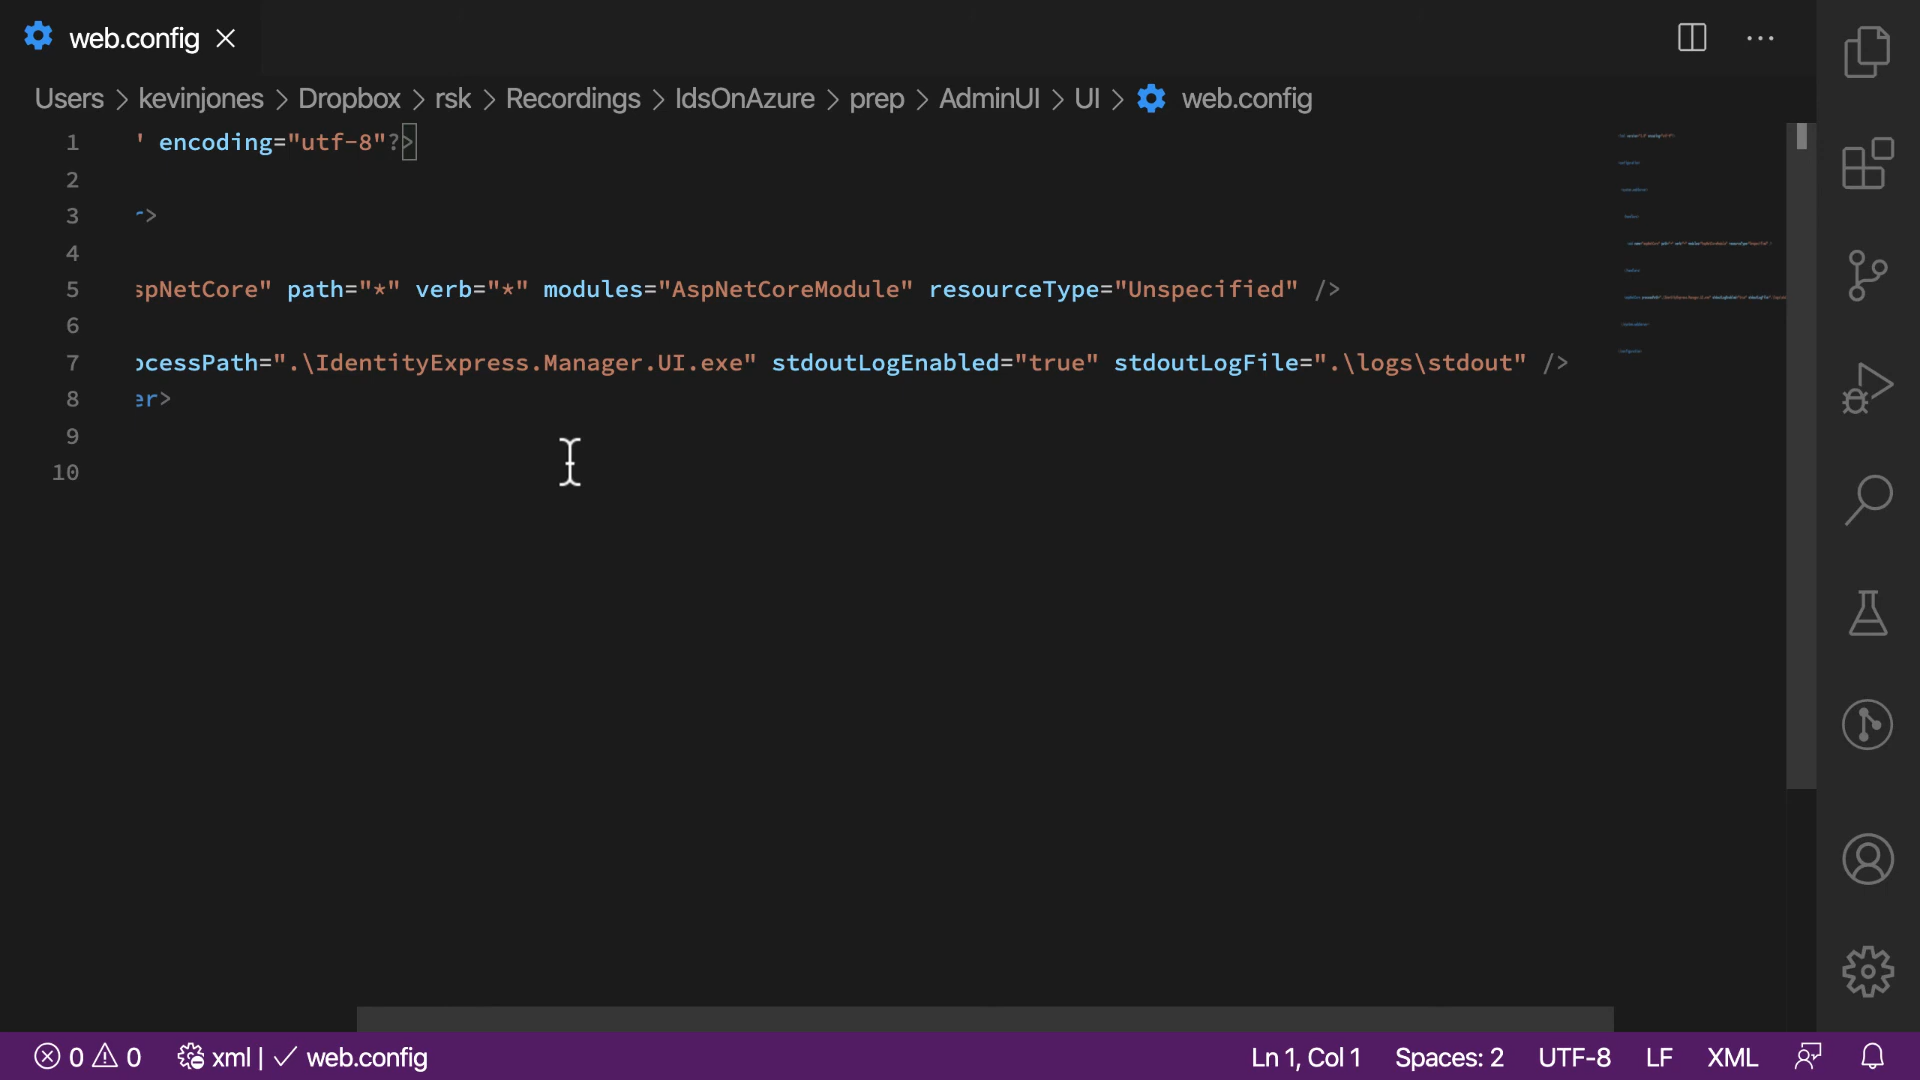 web.config
Users > kevinjones > Dropbox > rsk > Recordings > IdsOnAzure > prep > AdminUI > UI > web.config
1 ' encoding="utf-8"?>
2
3 r>
4
5 spNetCore" path="*" verb="*" modules="AspNetCoreModule" resourceType="Unspecified" />
6
7 ocessPath=".\IdentityExpress.Manager.UI.exe" stdoutLogEnabled="true" stdoutLogFile=".\logs\stdout" />
8 er>
9
10
0 0 xml | ✓ web.config Ln 1, Col 1 Spaces: 2 UTF-8 LF XML